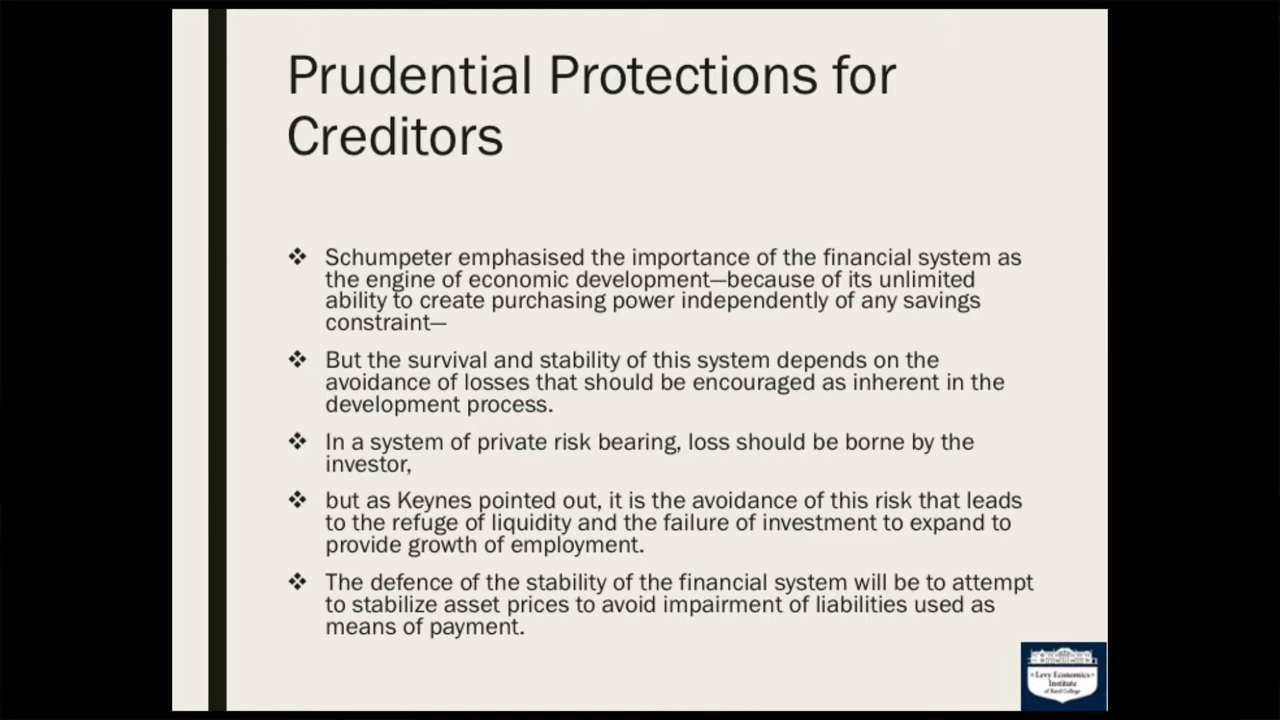 Prudential Protections for
Creditors
❖ Schumpeter emphasised the importance of the financial system as
the engine of economic development—because of its unlimited
ability to create purchasing power independently of any savings
constraint—
❖ But the survival and stability of this system depends on the
avoidance of losses that should be encouraged as inherent in the
development process.
❖ In a system of private risk bearing, loss should be borne by the
investor,
❖ but as Keynes pointed out, it is the avoidance of this risk that leads
to the refuge of liquidity and the failure of investment to expand to
provide growth of employment.
❖ The defence of the stability of the financial system will be to attempt
to stabilize asset prices to avoid impairment of liabilities used as
means of payment.
Levy Economics
Institute
of Bard College